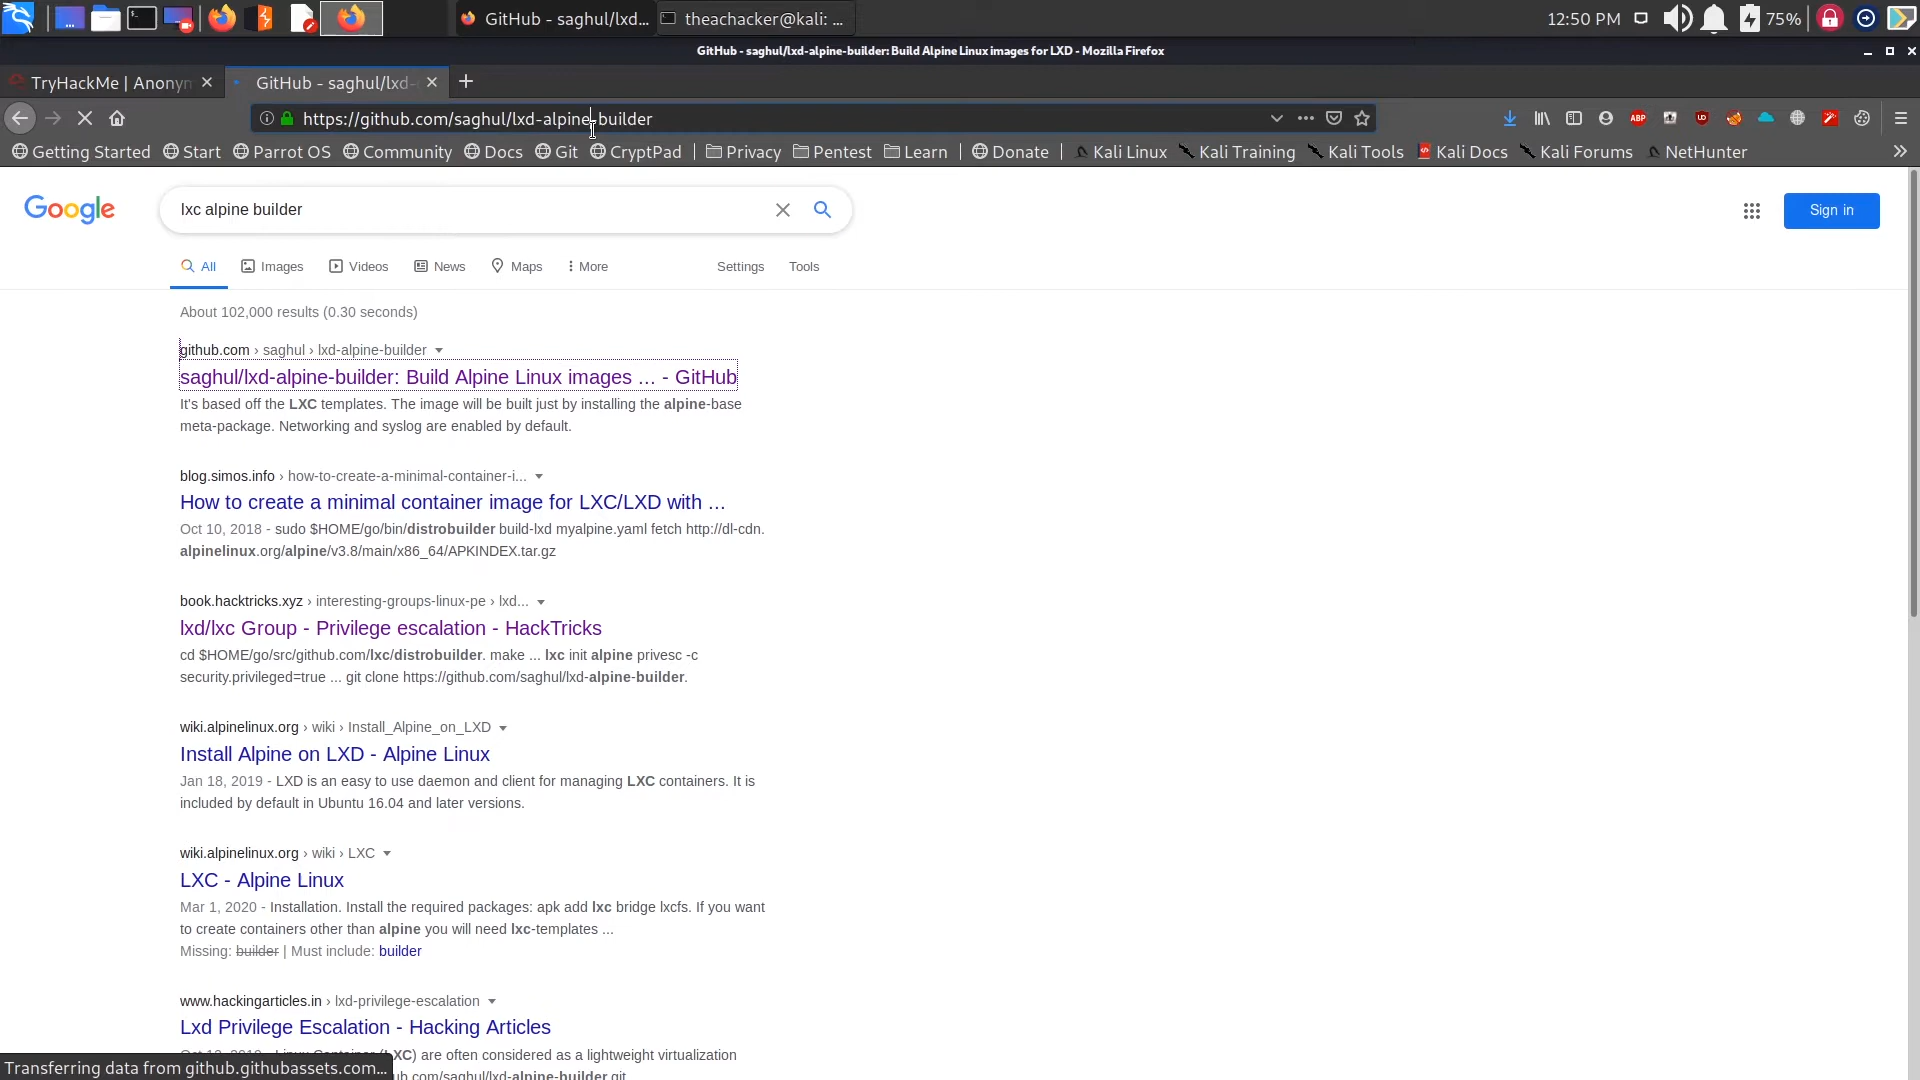 GitHub - saghul/lxd... theachacker@kali: ... 12:50 PM 75%
GitHub - saghul/lxd-alpine-builder: Build Alpine Linux images for LXD - Mozilla Firefox
TryHackMe | Anonym GitHub - saghul/lxd-
https://github.com/saghul/lxd-alpine-builder
Getting Started Start Parrot OS Community Docs Git CryptPad Privacy Pentest Learn Donate Kali Linux Kali Training Kali Tools Kali Docs Kali Forums NetHunter
Google lxc alpine builder Sign in
All Images Videos News Maps More Settings Tools
About 102,000 results (0.30 seconds)
github.com › saghul › lxd-alpine-builder
saghul/lxd-alpine-builder: Build Alpine Linux images ... - GitHub
It's based off the LXC templates. The image will be built just by installing the alpine-base
meta-package. Networking and syslog are enabled by default.
blog.simos.info › how-to-create-a-minimal-container-i...
How to create a minimal container image for LXC/LXD with ...
Oct 10, 2018 - sudo $HOME/go/bin/distrobuilder build-lxd myalpine.yaml fetch http://dl-cdn.
alpinelinux.org/alpine/v3.8/main/x86_64/APKINDEX.tar.gz
book.hacktricks.xyz › interesting-groups-linux-pe › lxd...
lxd/lxc Group - Privilege escalation - HackTricks
cd $HOME/go/src/github.com/lxc/distrobuilder. make ... lxc init alpine privesc -c
security.privileged=true ... git clone https://github.com/saghul/lxd-alpine-builder.
wiki.alpinelinux.org › wiki › Install_Alpine_on_LXD
Install Alpine on LXD - Alpine Linux
Jan 18, 2019 - LXD is an easy to use daemon and client for managing LXC containers. It is
included by default in Ubuntu 16.04 and later versions.
wiki.alpinelinux.org › wiki › LXC
LXC - Alpine Linux
Mar 1, 2020 - Installation. Install the required packages: apk add lxc bridge lxcfs. If you want
to create containers other than alpine you will need lxc-templates ...
Missing: builder | Must include: builder
www.hackingarticles.in › lxd-privilege-escalation
Lxd Privilege Escalation - Hacking Articles
XC) are often considered as a lightweight virtualization
Transferring data from github.githubassets.com...
ub.com/saghul/lxd-alpine-builder.git